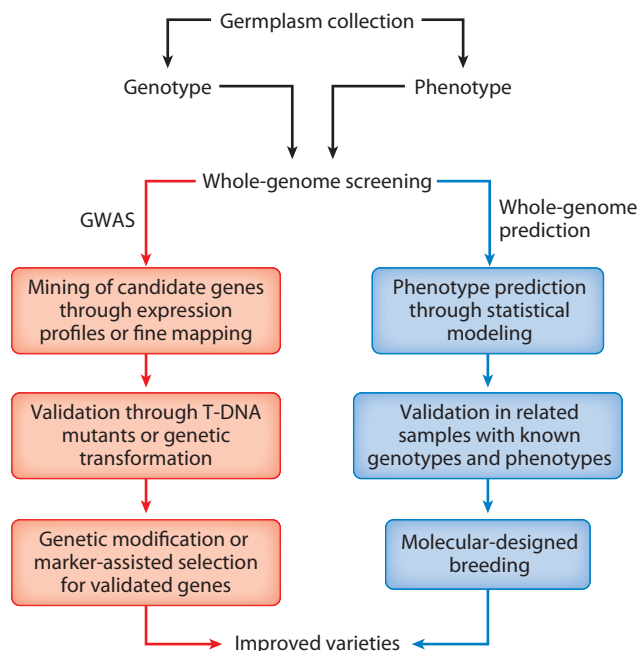 Germplasm collection
Genotype
Phenotype
Whole-genome screening
GWAS
Whole-genome
prediction
Mining of candidate genes
through expression
profiles or fine mapping
Phenotype prediction
through statistical
modeling
Validation through T-DNA
mutants or genetic
transformation
Validation in related
samples with known
genotypes and phenotypes
Genetic modification or
marker-assisted selection
for validated genes
Molecular-designed
breeding
Improved varieties